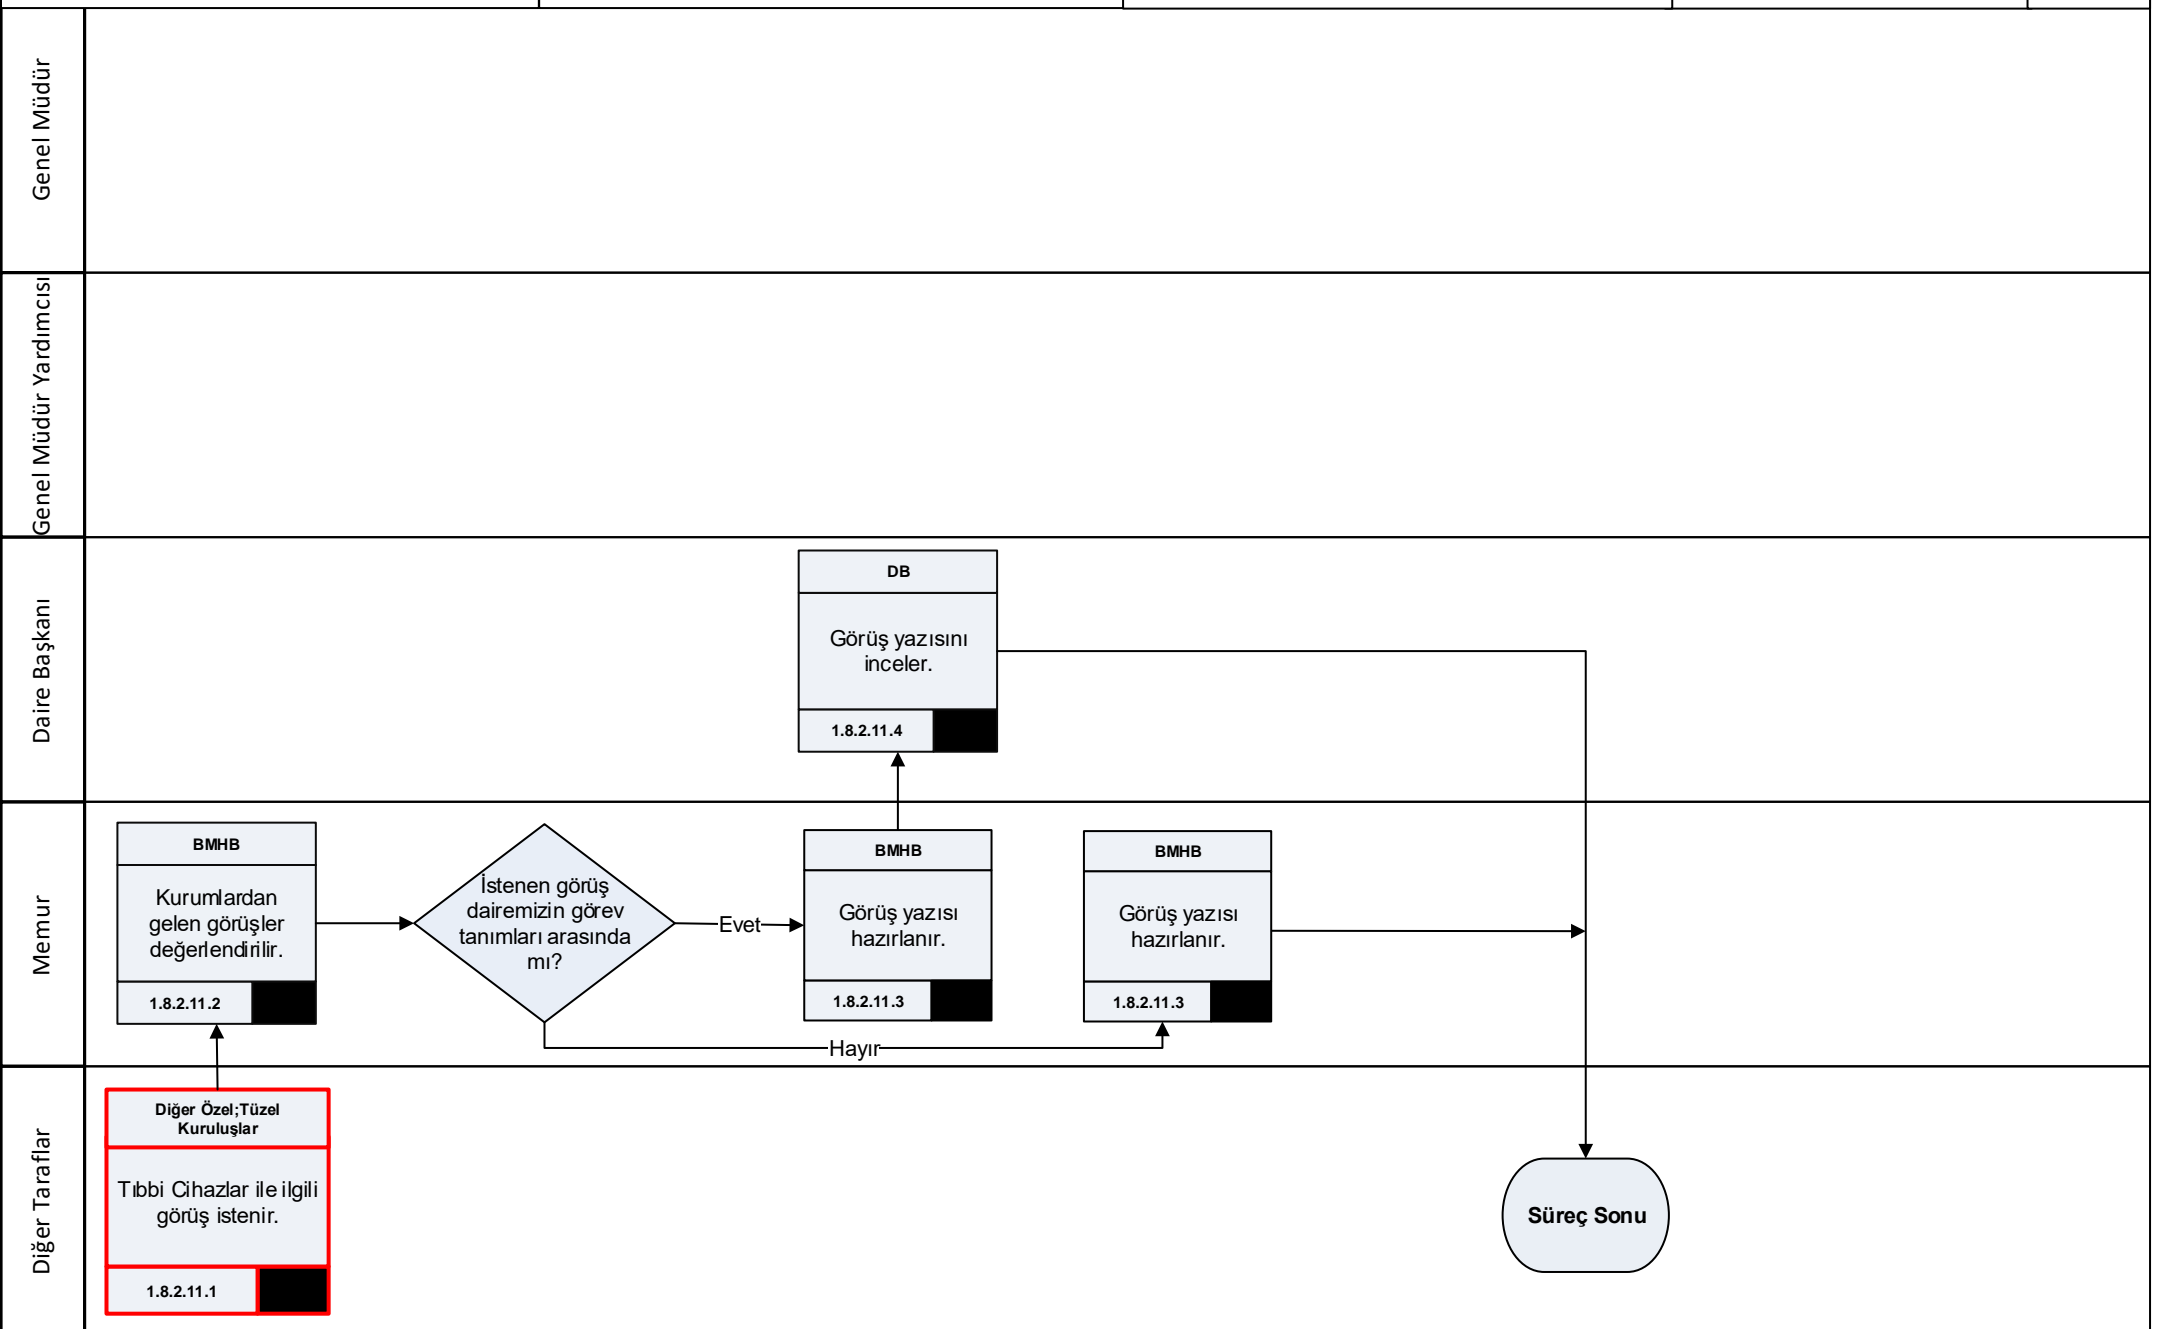 Genel Müdür
Genel Müdür Yardımcısı
Daire Başkanı
DB
Görüş yazısını
inceler.
1.8.2.11.4
Memur
BMHB
Kurumlardan
gelen görüşler
değerlendirilir.
1.8.2.11.2
İstenen görüş
dairemizin görev
tanımları arasında
mı?
Evet
BMHB
Görüş yazısı
hazırlanır.
1.8.2.11.3
BMHB
Görüş yazısı
hazırlanır.
1.8.2.11.3
Hayır
Diğer Taraflar
Diğer Özel;Tüzel
Kuruluşlar
Tıbbi Cihazlar ile ilgili
görüş istenir.
1.8.2.11.1
Süreç Sonu